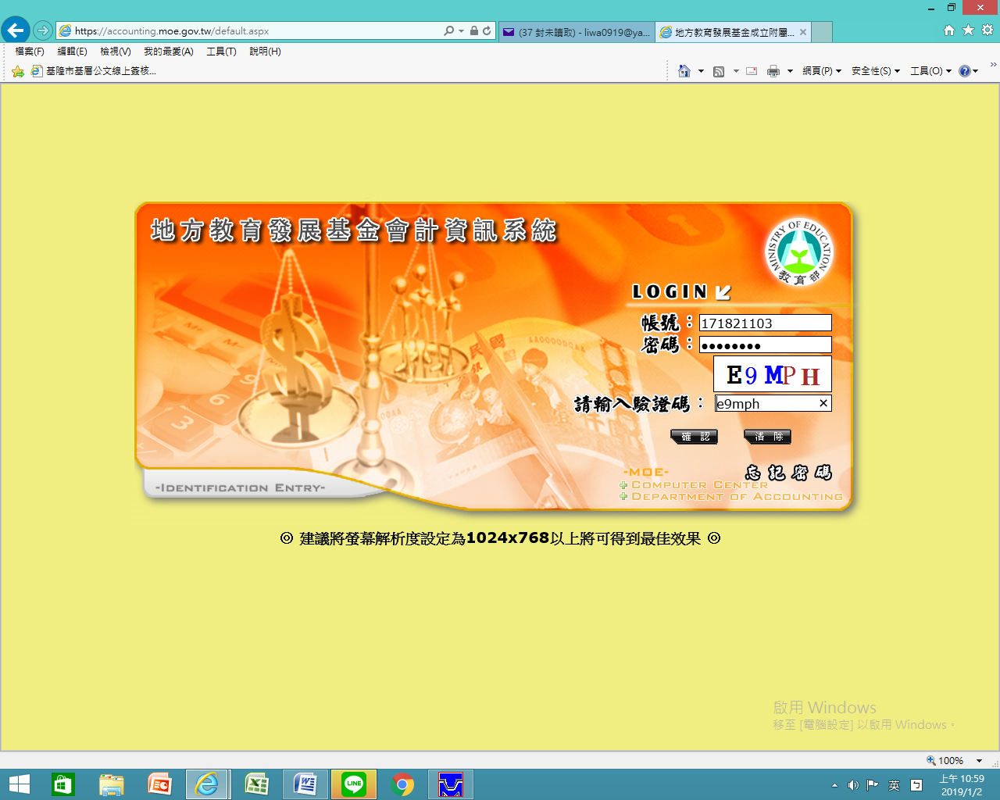 https://accounting.moe.gov.tw/default.aspx
(37 封未讀取) - liwa0919@ya...
地方教育發展基金成立附屬...
檔案(F) 編輯(E) 檢視(V) 我的最愛(A) 工具(T) 說明(H)
基隆市基層公文線上簽核...
網頁(P) 安全性(S) 工具(O)
地方教育發展基金會計資訊系統
MINISTRY OF EDUCATION
教育部
LOGIN
帳號：171821103
密碼：
E9MPH
請輸入驗證碼： e9mph
確認 清除
忘記密碼
-MOE-
COMPUTER CENTER
DEPARTMENT OF ACCOUNTING
-IDENTIFICATION ENTRY-
◎ 建議將螢幕解析度設定為1024x768以上將可得到最佳效果 ◎
啟用 Windows
移至 [電腦設定] 以啟用 Windows。
100%
LINE
英
上午 10:59
2019/1/2